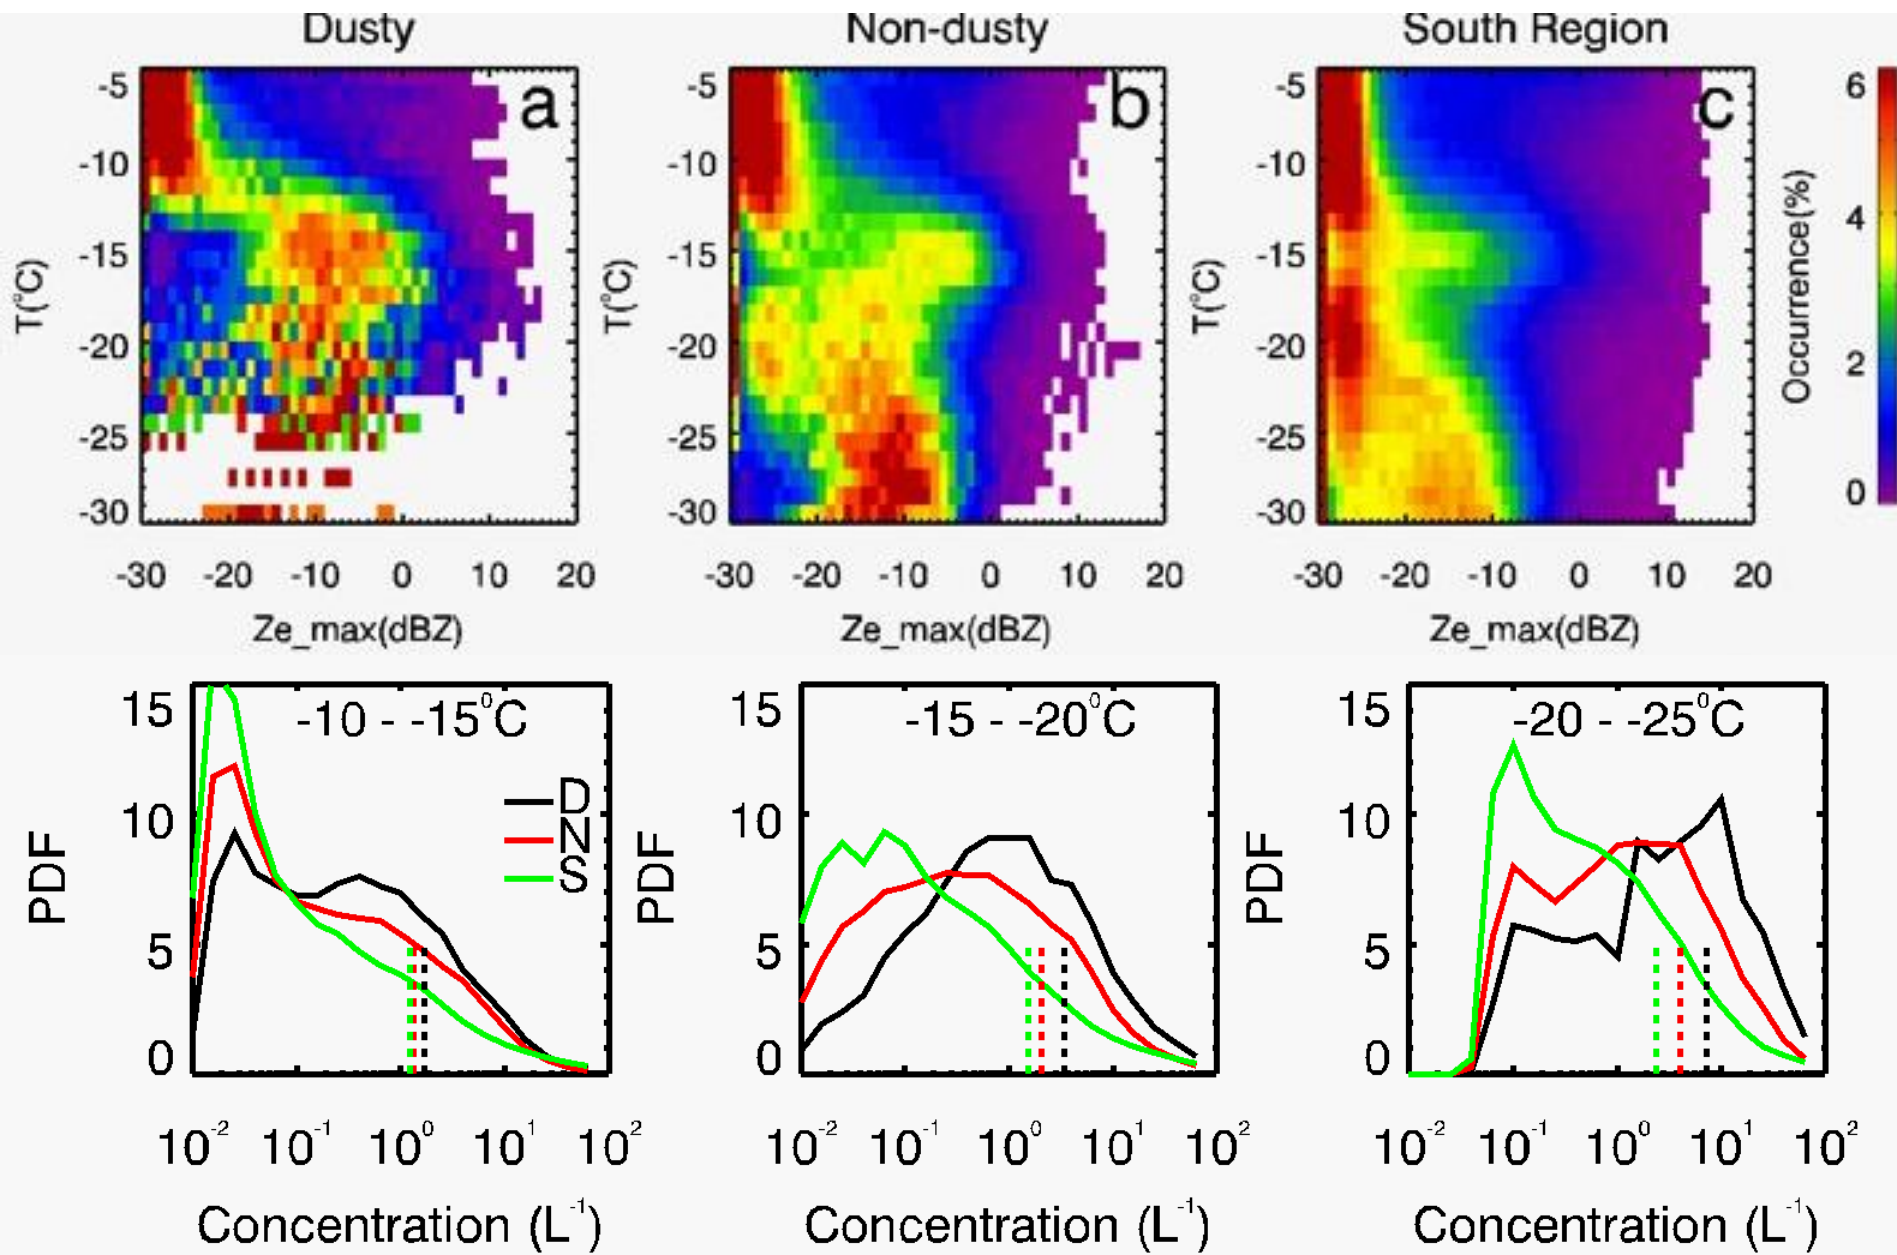 Dusty
Non-dusty
South Region
a
b
c
-5
-10
-15
-20
-25
-30
T(°C)
-30 -20 -10 0 10 20
Ze_max(dBZ)
-5
-10
-15
-20
-25
-30
T(°C)
-30 -20 -10 0 10 20
Ze_max(dBZ)
-5
-10
-15
-20
-25
-30
T(°C)
-30 -20 -10 0 10 20
Ze_max(dBZ)
6
4
2
0
Occurrence(%)
-10 - -15⁰C
15
10
5
0
PDF
D
N
S
10⁻² 10⁻¹ 10⁰ 10¹ 10²
Concentration (L⁻¹)
-15 - -20⁰C
15
10
5
0
PDF
10⁻² 10⁻¹ 10⁰ 10¹ 10²
Concentration (L⁻¹)
-20 - -25⁰C
15
10
5
0
PDF
10⁻² 10⁻¹ 10⁰ 10¹ 10²
Concentration (L⁻¹)